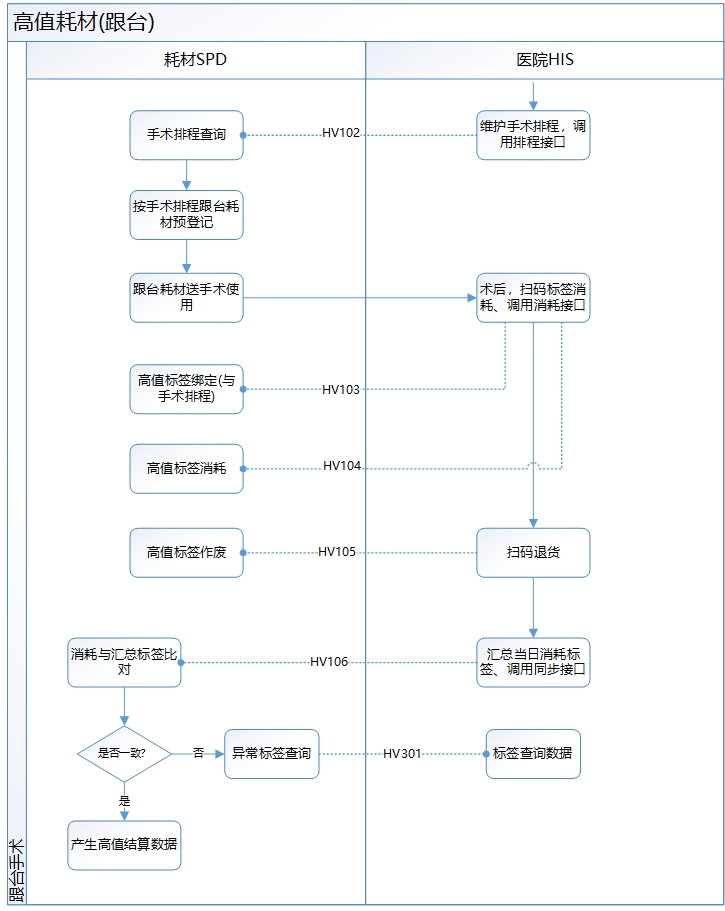 高值耗材(跟台)
耗材SPD
医院HIS
手术排程查询
HV102
维护手术排程，调
用排程接口
按手术排程跟台耗
材预登记
跟台耗材送手术使
用
术后，扫码标签消
耗、调用消耗接口
高值标签绑定(与
手术排程)
HV103
高值标签消耗
HV104
高值标签作废
HV105
扫码退货
消耗与汇总标签比
对
HV106
汇总当日消耗标
签、调用同步接口
是否一致?
否
异常标签查询
HV301
标签查询数据
是
产生高值结算数据
跟台手术